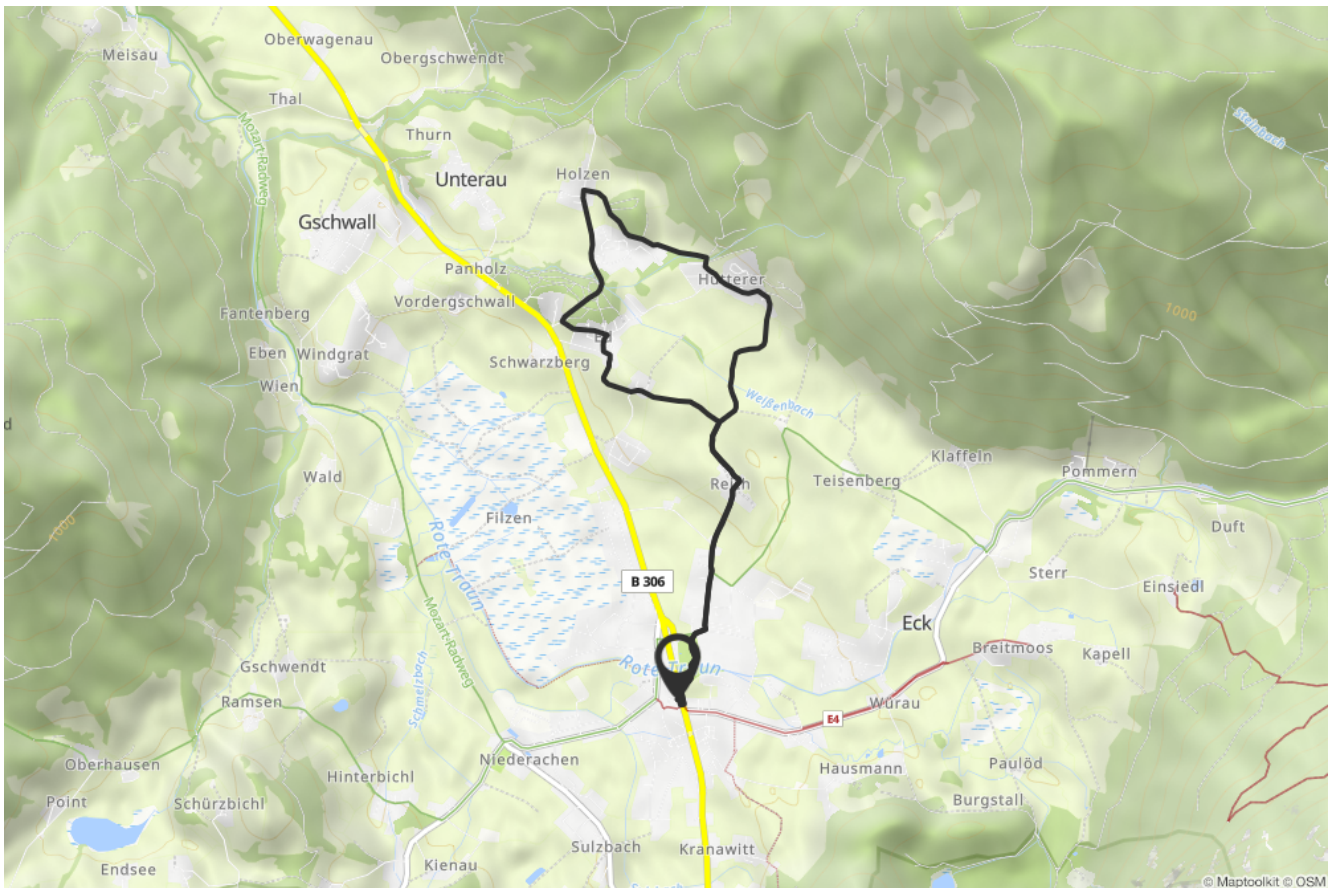 Oberwagenau
Meisau
Obergschwendt
Thal
Steinbach
Mozart-Radweg
Thurn
Unterau
Holzen
Gschwall
Panholz
Hutterer
Vordergschwall
1000
Fantenberg
Eben
Windgrat
Schwarzberg
Wien
Weißenbach
Klaffeln
Pommern
Wald
Teisenberg
Filzen
1000
Duft
Rote Traun
B 306
Sterr
Einsiedl
Mozart-Radweg
Eck
Breitmoos
Kapell
Gschwendt
Rote Traun
Schmelzbach
Ramsen
Wurau
E4
Niederachen
Oberhausen
Hinterbichl
Hausmann
Paulöd
Point
Schürzbichl
Burgstall
Sulzbach
Kranawitt
Endsee
Kienau
© Maptoolkit © OSM